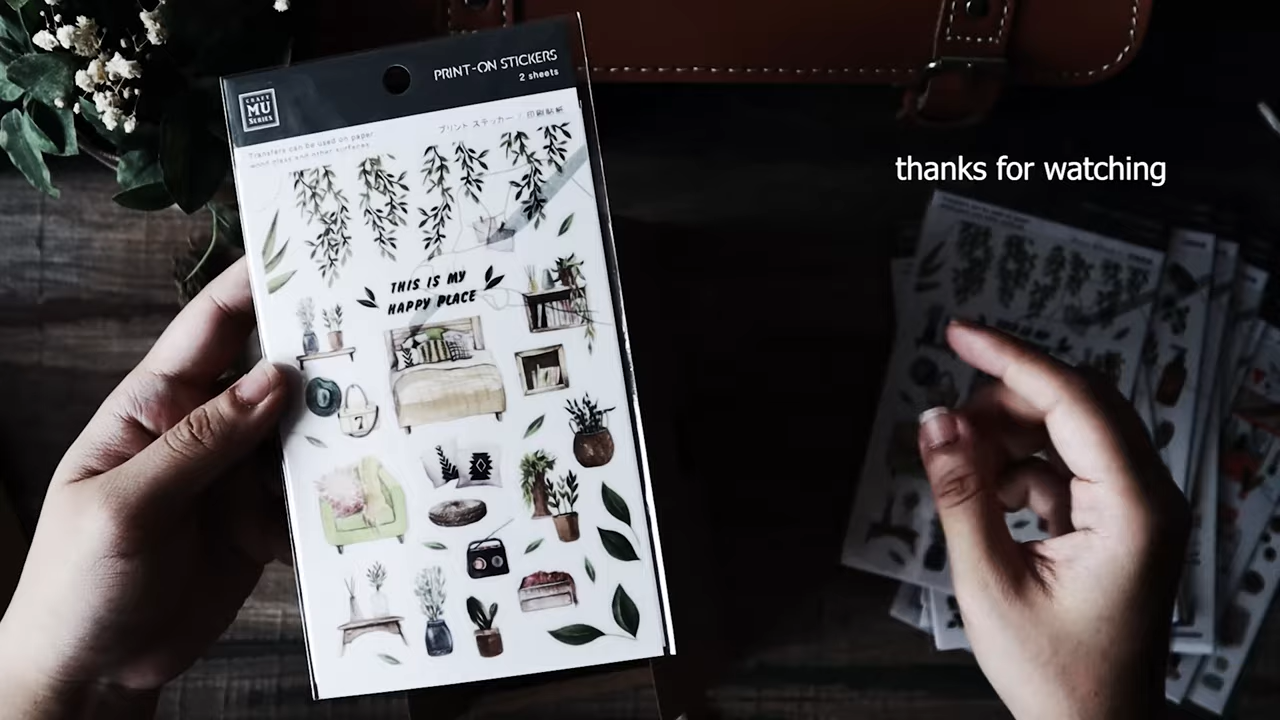 PRINT-ON STICKERS
2 sheets
CRAFT
MU
SERIES
プリント ステッカー / 印刷貼紙
Transfers can be used on paper
wood glass and other surfaces
THIS IS MY
HAPPY PLACE
7
thanks for watching